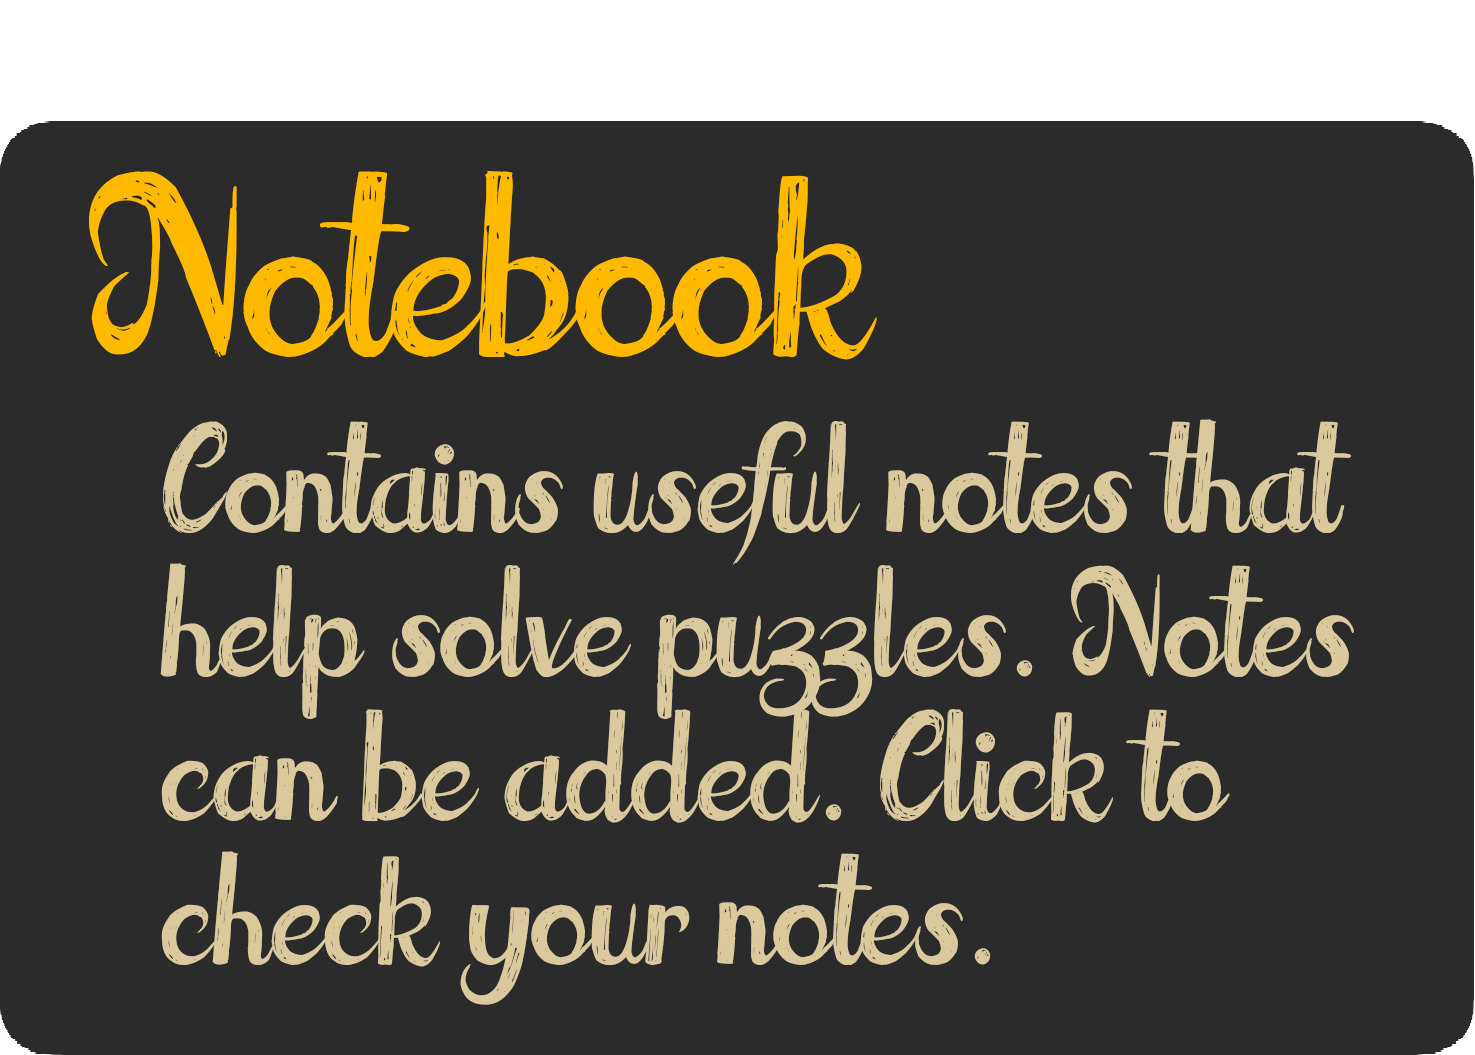 Notebook
Contains useful notes that
help solve puzzles. Notes
can be added. Click to
check your notes.